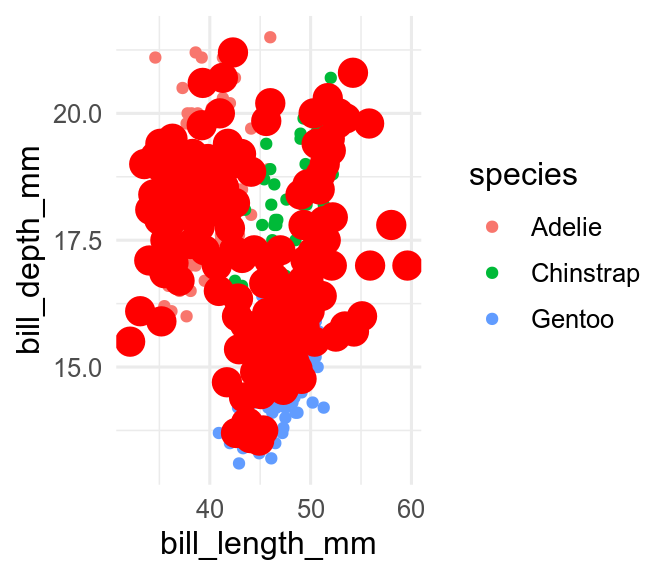 species
Adelie
Chinstrap
Gentoo
bill_depth_mm
20.0
17.5
15.0
40 50 60
bill_length_mm